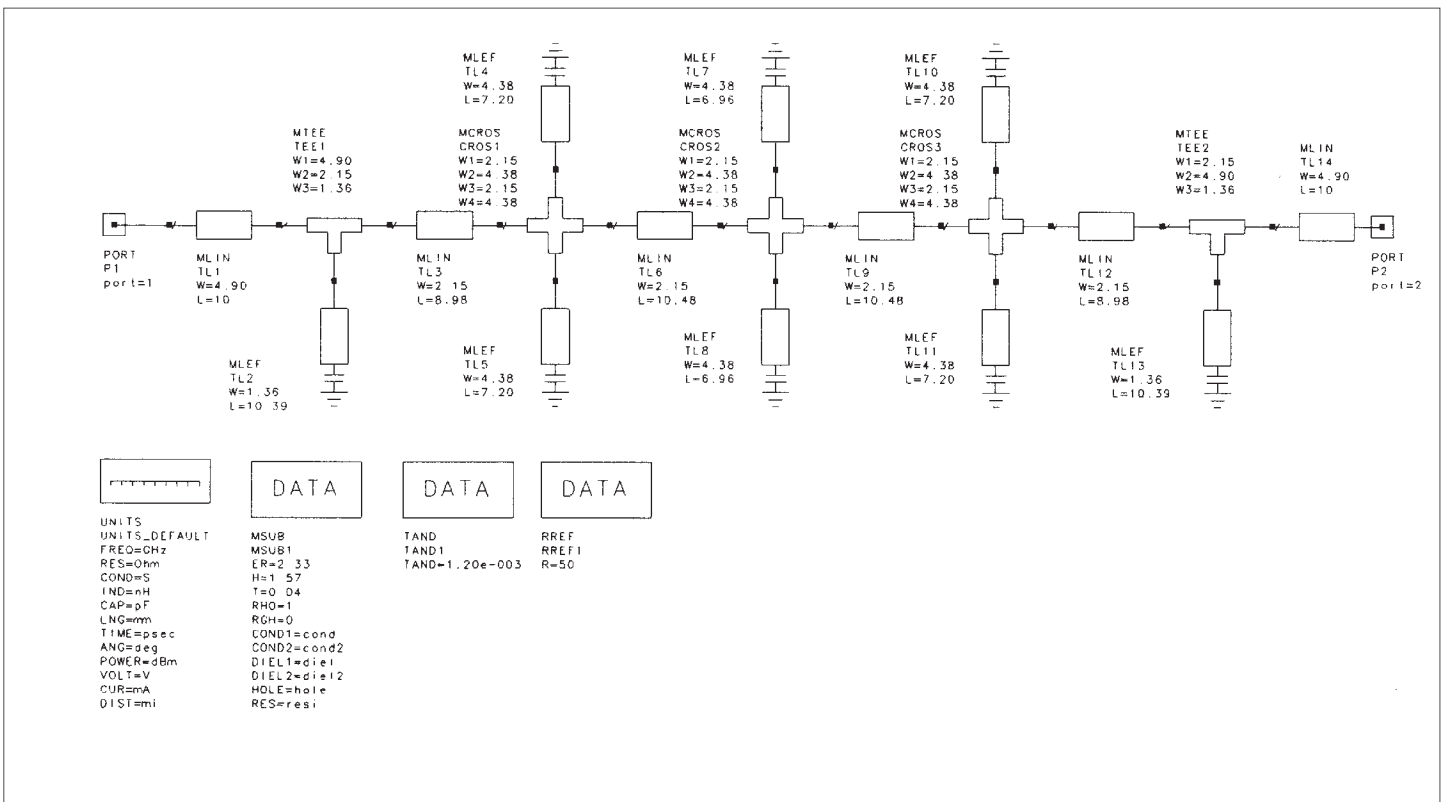 MLEF
TL4
W=4.38
L=7.20
MLEF
TL7
W=4.38
L=6.96
MLEF
TL10
W=4.38
L=7.20
MTEE
TEE1
W1=4.90
W2=2.15
W3=1.36
MCROS
CROS1
W1=2.15
W2=4.38
W3=2.15
W4=4.38
MCROS
CROS2
W1=2.15
W2=4.38
W3=2.15
W4=4.38
MCROS
CROS3
W1=2.15
W2=4.38
W3=2.15
W4=4.38
MTEE
TEE2
W1=2.15
W2=4.90
W3=1.36
MLIN
TL14
W=4.90
L=10
PORT
P1
port=1
MLIN
TL1
W=4.90
L=10
MLIN
TL3
W=2 15
L=8.98
MLIN
TL6
W=2.15
L=10.48
MLIN
TL9
W=2.15
L=10.48
MLIN
TL12
W=2.15
L=8.98
PORT
P2
port=2
MLEF
TL2
W=1.36
L=10 39
MLEF
TL5
W=4.38
L=7.20
MLEF
TL8
W=4.38
L=6.96
MLEF
TL11
W=4.38
L=7.20
MLEF
TL13
W=1.36
L=10.39
DATA
DATA
DATA
UNITS
UNITS_DEFAULT
FREQ=GHz
RES=Ohm
COND=S
IND=nH
CAP=pF
LNG=mm
TIME=psec
ANG=deg
POWER=dBm
VOLT=V
CUR=mA
DIST=mi
MSUB
MSUB1
ER=2 33
H=1 57
T=0 04
RHO=1
RGH=0
COND1=cond
COND2=cond2
DIEL1=diel
DIEL2=diel2
HOLE=hole
RES=resi
TAND
TAND1
TAND=1.20e-003
RREF
RREF1
R=50